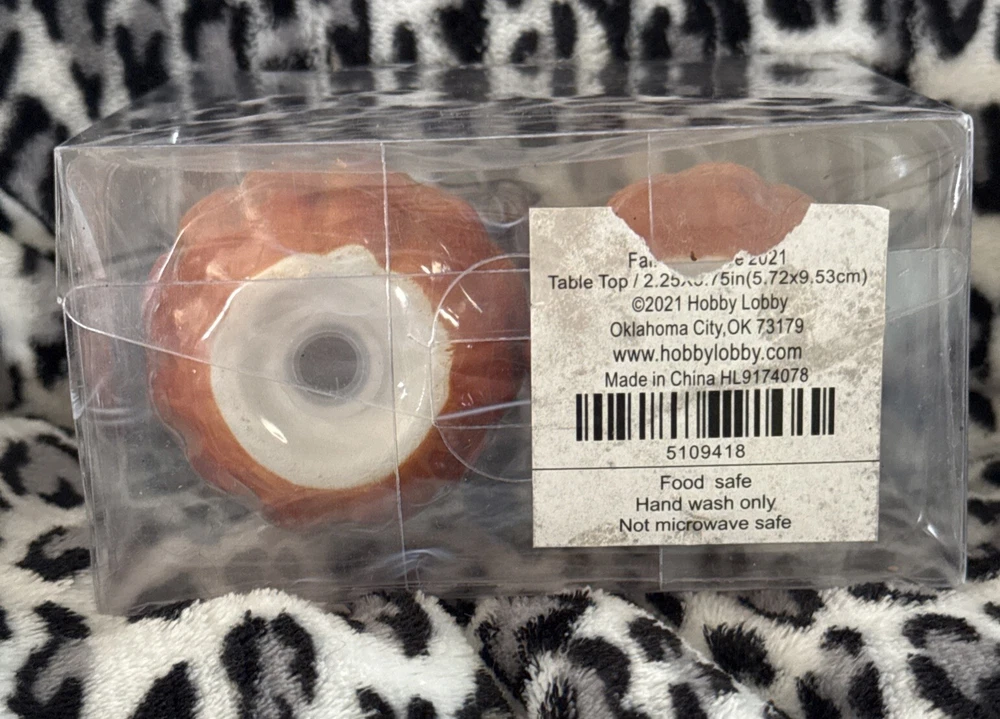 2021
Table Top / 2.25x3.75in(5.72x9.53cm)
©2021 Hobby Lobby
Oklahoma City,OK 73179
www.hobbylobby.com
Made in China HL9174078
5109418
Food safe
Hand wash only
Not microwave safe